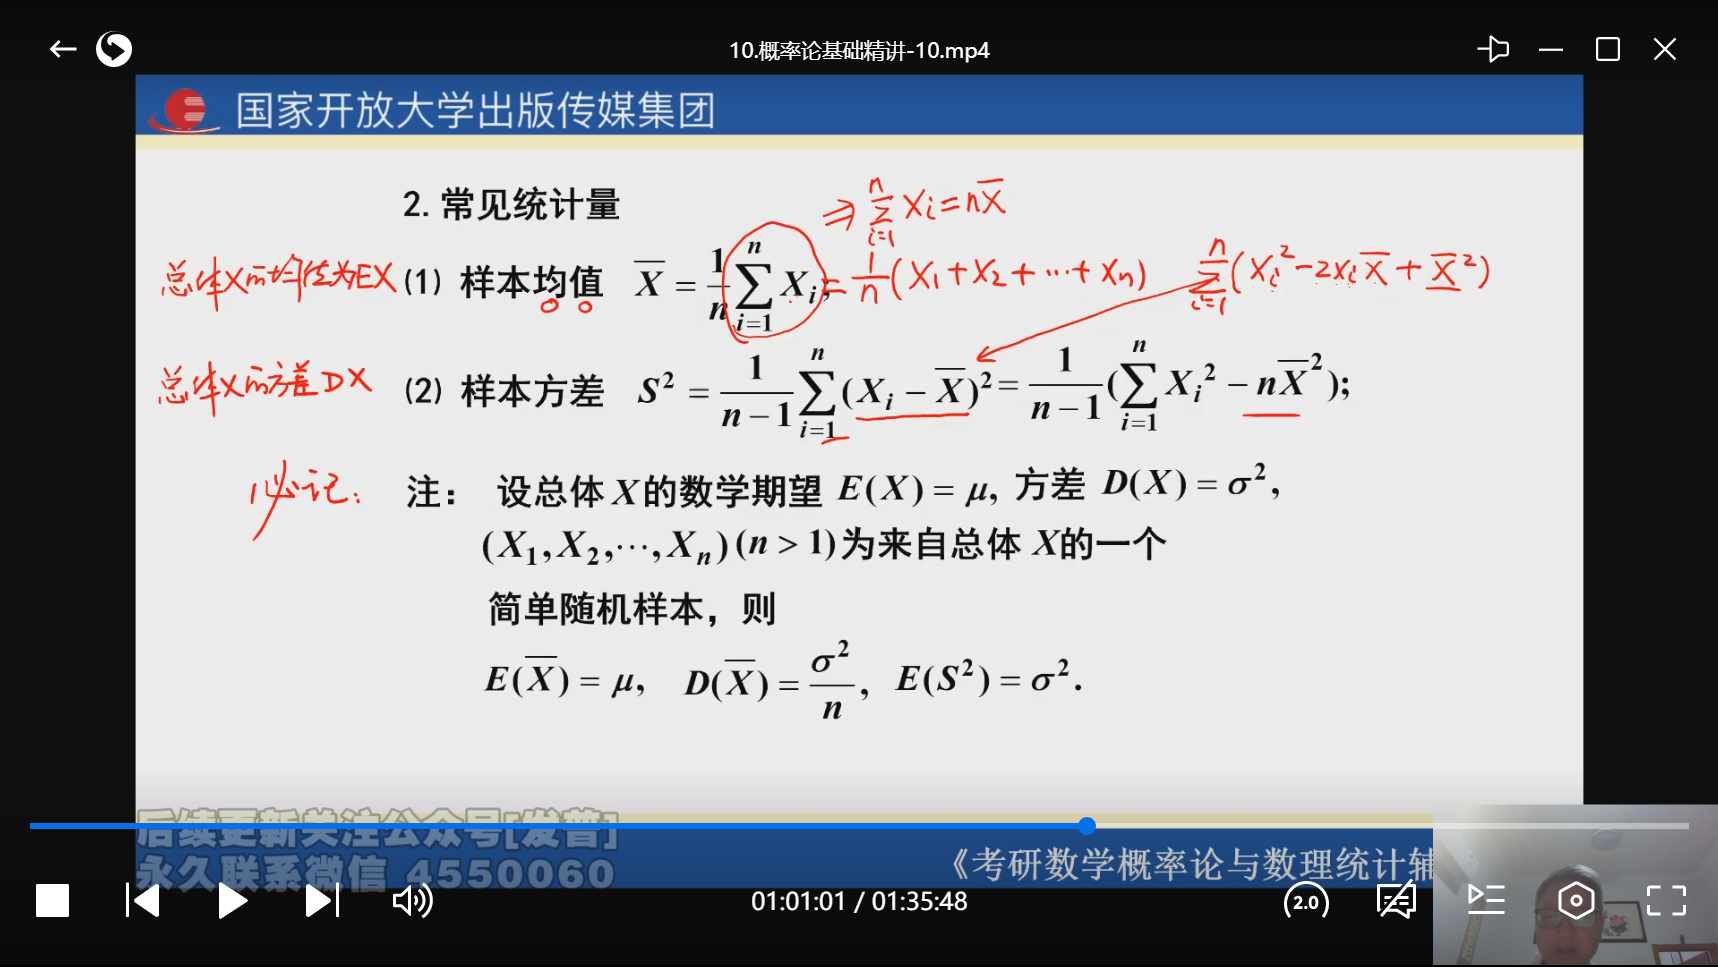 10.概率论基础精讲-10.mp4
国家开放大学出版传媒集团
2. 常见统计量
⇒ \sum_{i=1}^{n} X_i = n\overline{X}
总体X的均值为EX (1) 样本均值 \overline{X} = \frac{1}{n}\sum_{i=1}^{n} X_i; = \frac{1}{n}(X_1+X_2+⋯+X_n) \sum_{i=1}^{n}(X_i^2-2X_i\overline{X}+\overline{X}^2)
总体X的方差DX (2) 样本方差 S^2 = \frac{1}{n-1}\sum_{i=1}^{n}(X_i-\overline{X})^2 = \frac{1}{n-1}(\sum_{i=1}^{n} X_i^2 - n\overline{X}^2);
必记: 注: 设总体 X 的数学期望 E(X) = μ, 方差 D(X) = σ^2,
(X_1,X_2,⋯,X_n)(n > 1)为来自总体 X的一个
简单随机样本, 则
E(\overline{X}) = μ, D(\overline{X}) = \frac{σ^2}{n}, E(S^2) = σ^2.
后续更新关注公众号[发普]
永久联系微信 4550060
《考研数学概率论与数理统计辅
01:01:01 / 01:35:48
2.0